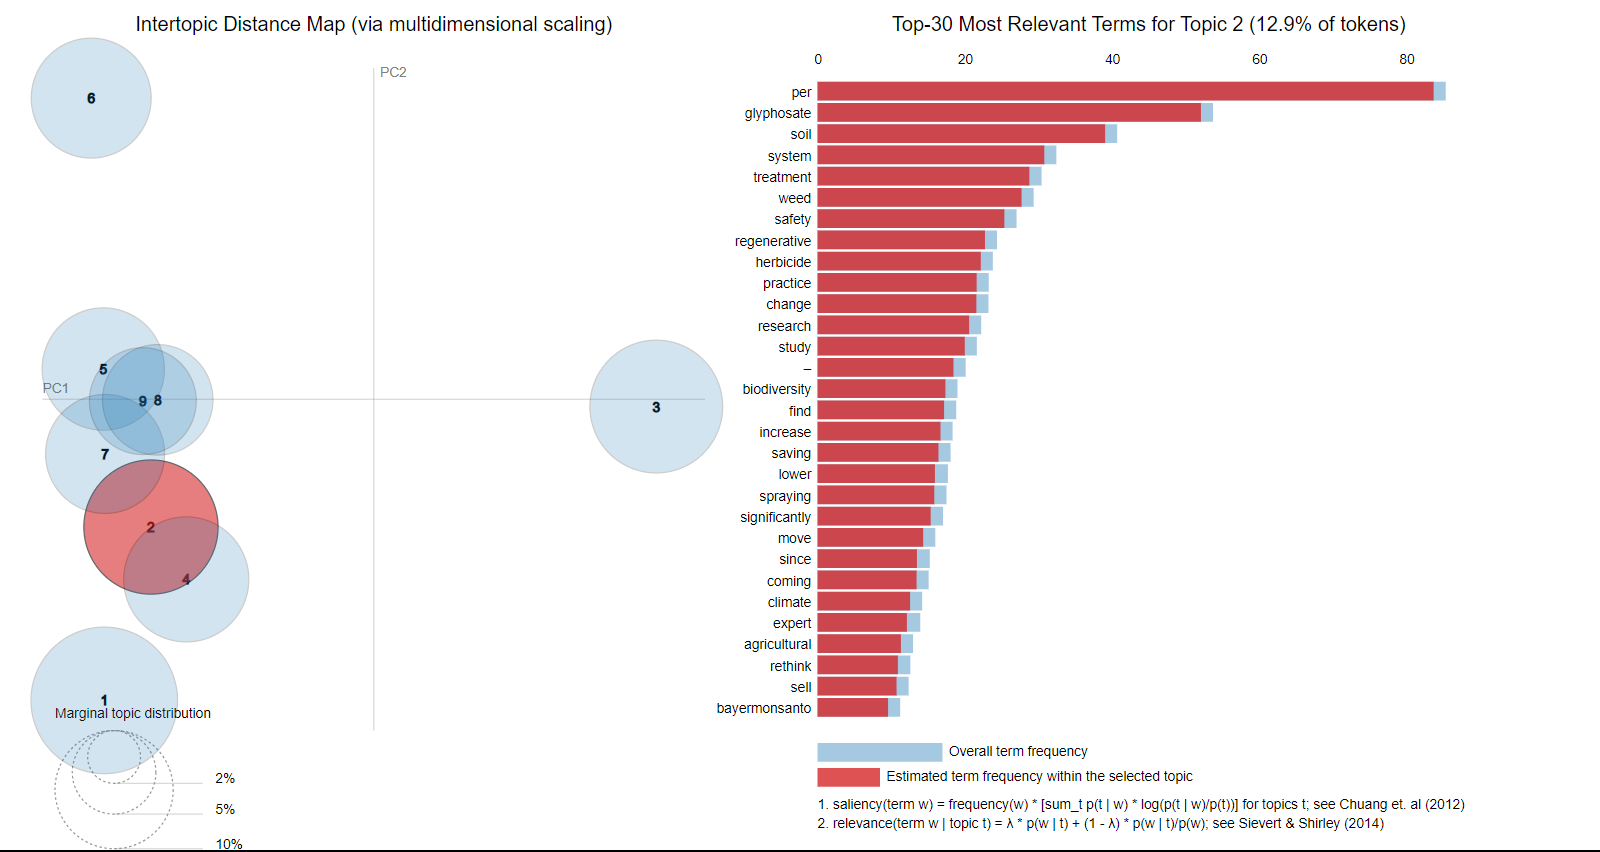 Intertopic Distance Map (via multidimensional scaling)
PC2
PC1
6
5
9
8
7
2
4
1
3
Marginal topic distribution
2%
5%
10%
Top-30 Most Relevant Terms for Topic 2 (12.9% of tokens)
0 20 40 60 80
per
glyphosate
soil
system
treatment
weed
safety
regenerative
herbicide
practice
change
research
study
–
biodiversity
find
increase
saving
lower
spraying
significantly
move
since
coming
climate
expert
agricultural
rethink
sell
bayermonsanto
Overall term frequency
Estimated term frequency within the selected topic
1. saliency(term w) = frequency(w) * [sum_t p(t | w) * log(p(t | w)/p(t))] for topics t; see Chuang et. al (2012)
2. relevance(term w | topic t) = λ * p(w | t) + (1 - λ) * p(w | t)/p(w); see Sievert & Shirley (2014)